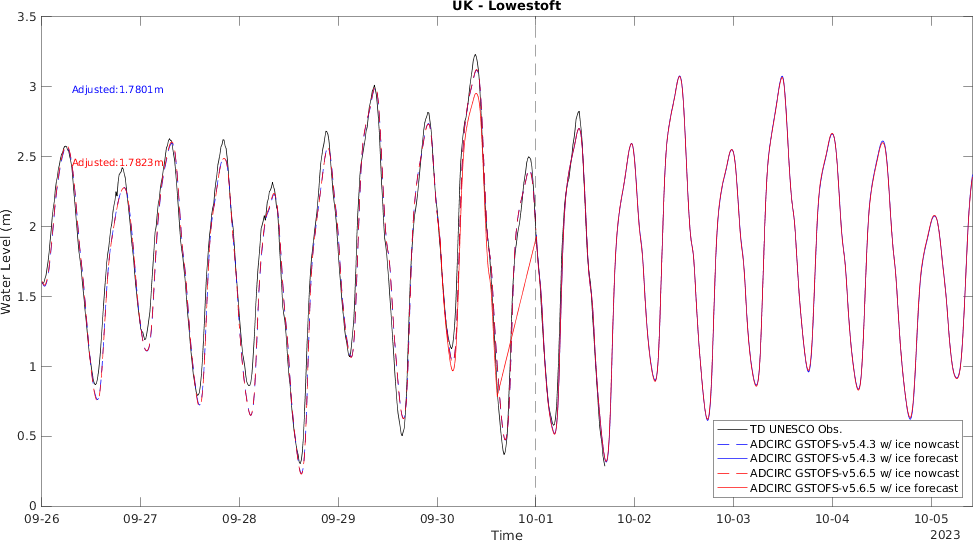 UK - Lowestoft
3.5
3
2.5
2
1.5
1
0.5
0
Water Level (m)
Adjusted:1.7801m
Adjusted:1.7823m
TD UNESCO Obs.
ADCIRC GSTOFS-v5.4.3 w/ ice nowcast
ADCIRC GSTOFS-v5.4.3 w/ ice forecast
ADCIRC GSTOFS-v5.6.5 w/ ice nowcast
ADCIRC GSTOFS-v5.6.5 w/ ice forecast
09-26 09-27 09-28 09-29 09-30 10-01 10-02 10-03 10-04 10-05
Time
2023